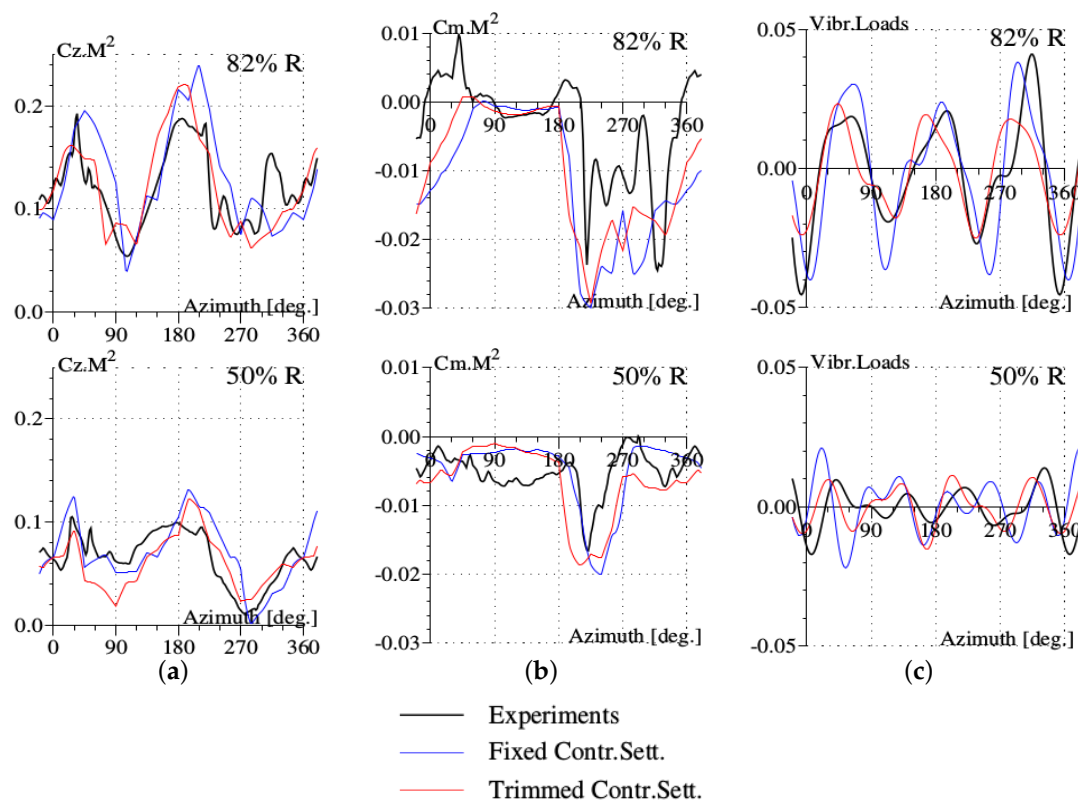 Cz.M²
82% R
0.2
0.1
0.0
Azimuth [deg.]
0 90 180 270 360
Cm.M²
82% R
0.01
0.00
-0.01
-0.02
-0.03
0 90 180 270 360
Azimuth [deg.]
Vibr.Loads
82% R
0.05
0.00
-0.05
0 90 180 270 360
Azimuth [deg.]
Cz.M²
50% R
0.2
0.1
0.0
Azimuth [deg.]
0 90 180 270 360
Cm.M²
50% R
0.01
0.00
-0.01
-0.02
-0.03
0 90 180 270 360
Azimuth [deg.]
Vibr.Loads
50% R
0.05
0.00
-0.05
0 90 180 270 360
Azimuth [deg.]
(a) (b) (c)
Experiments
Fixed Contr.Sett.
Trimmed Contr.Sett.